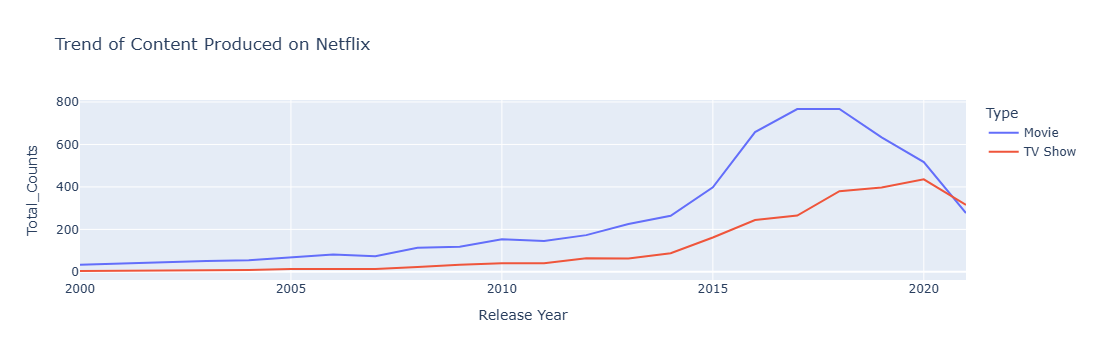 Trend of Content Produced on Netflix
Total_Counts
800
600
400
200
0
2000 2005 2010 2015 2020
Release Year
Type
Movie
TV Show